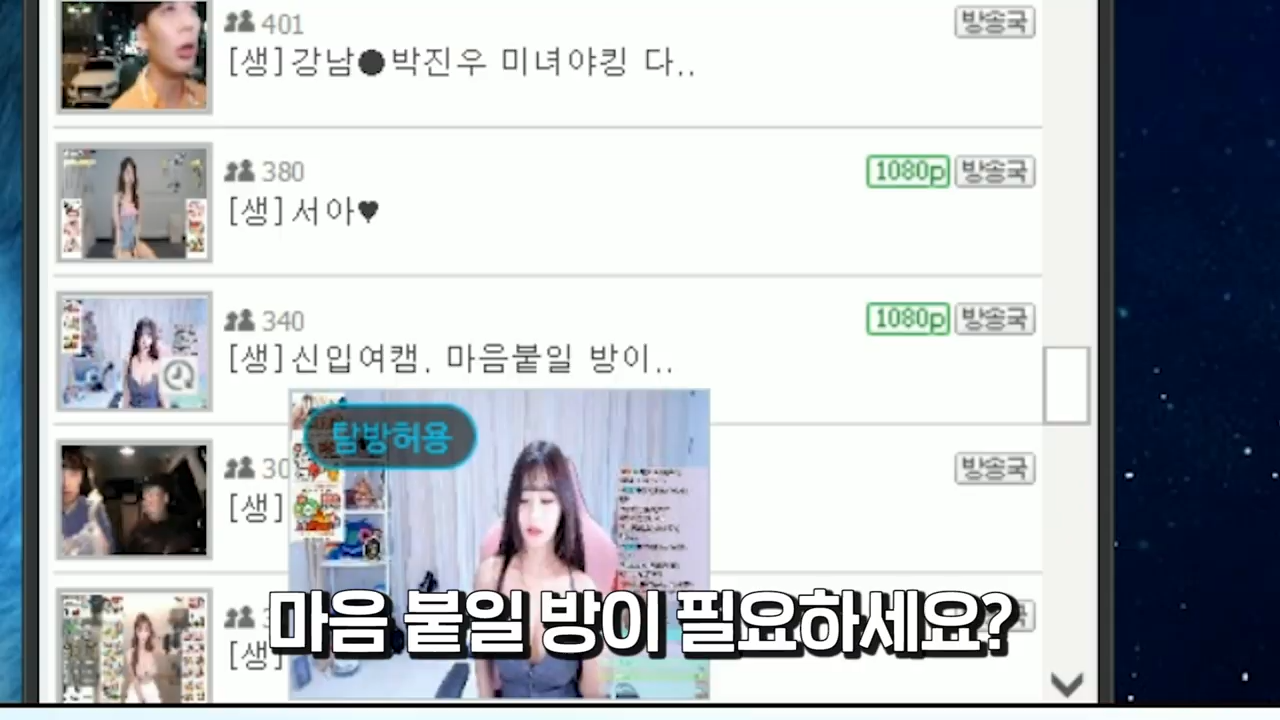 401
방송국
[생]강남●박진우 미녀야킹 다..
380
1080p 방송국
[생]서아♥
340
1080p 방송국
[생]신입여캠. 마음붙일 방이..
탐방허용
30
방송국
[생]
마음 붙일 방이 필요하세요?
[생]